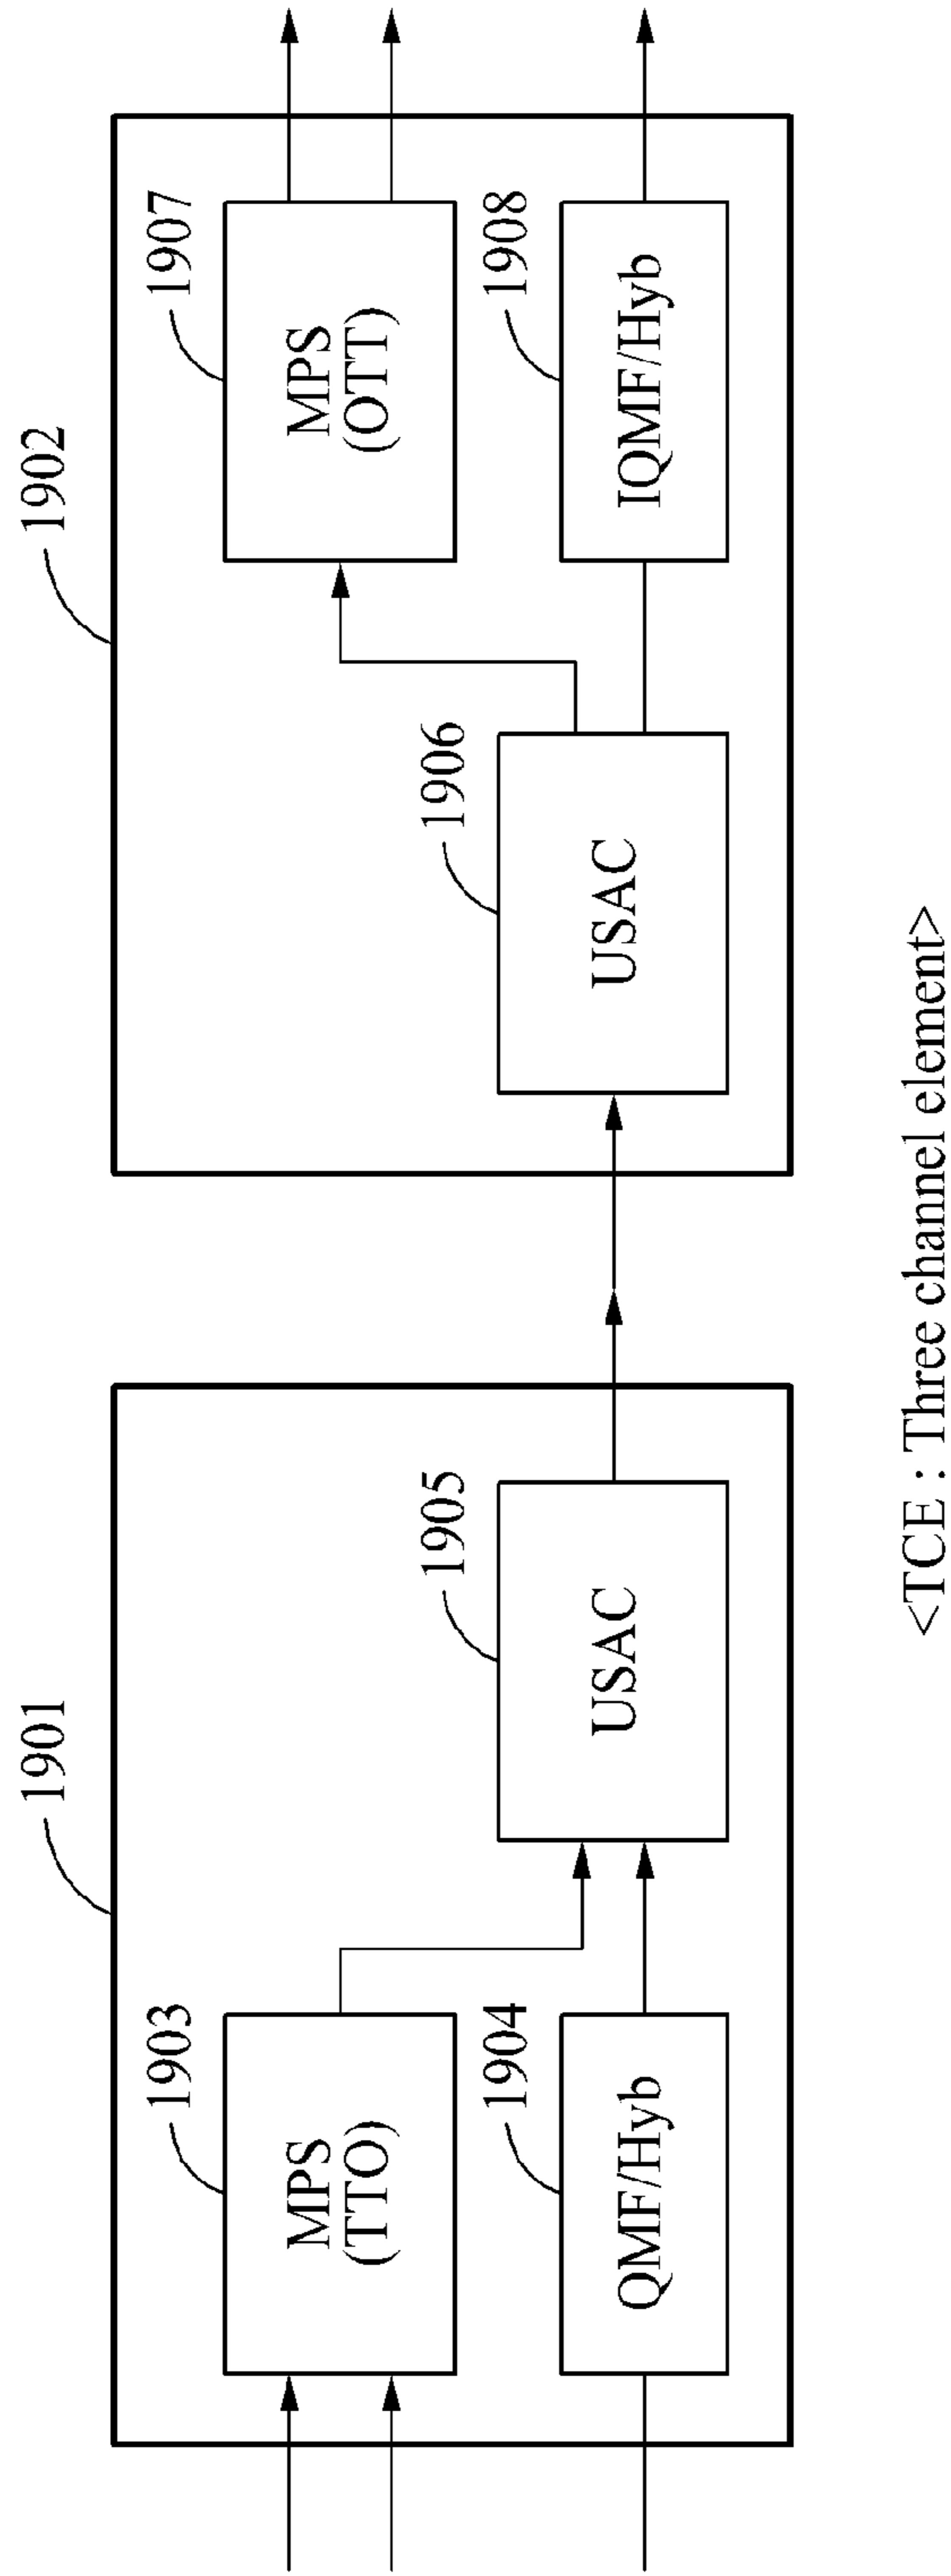 1901
1903
MPS
(TTO)
1904
QMF/Hyb
1905
USAC
1902
1906
USAC
1907
MPS
(OTT)
1908
IQMF/Hyb
<TCE : Three channel element>